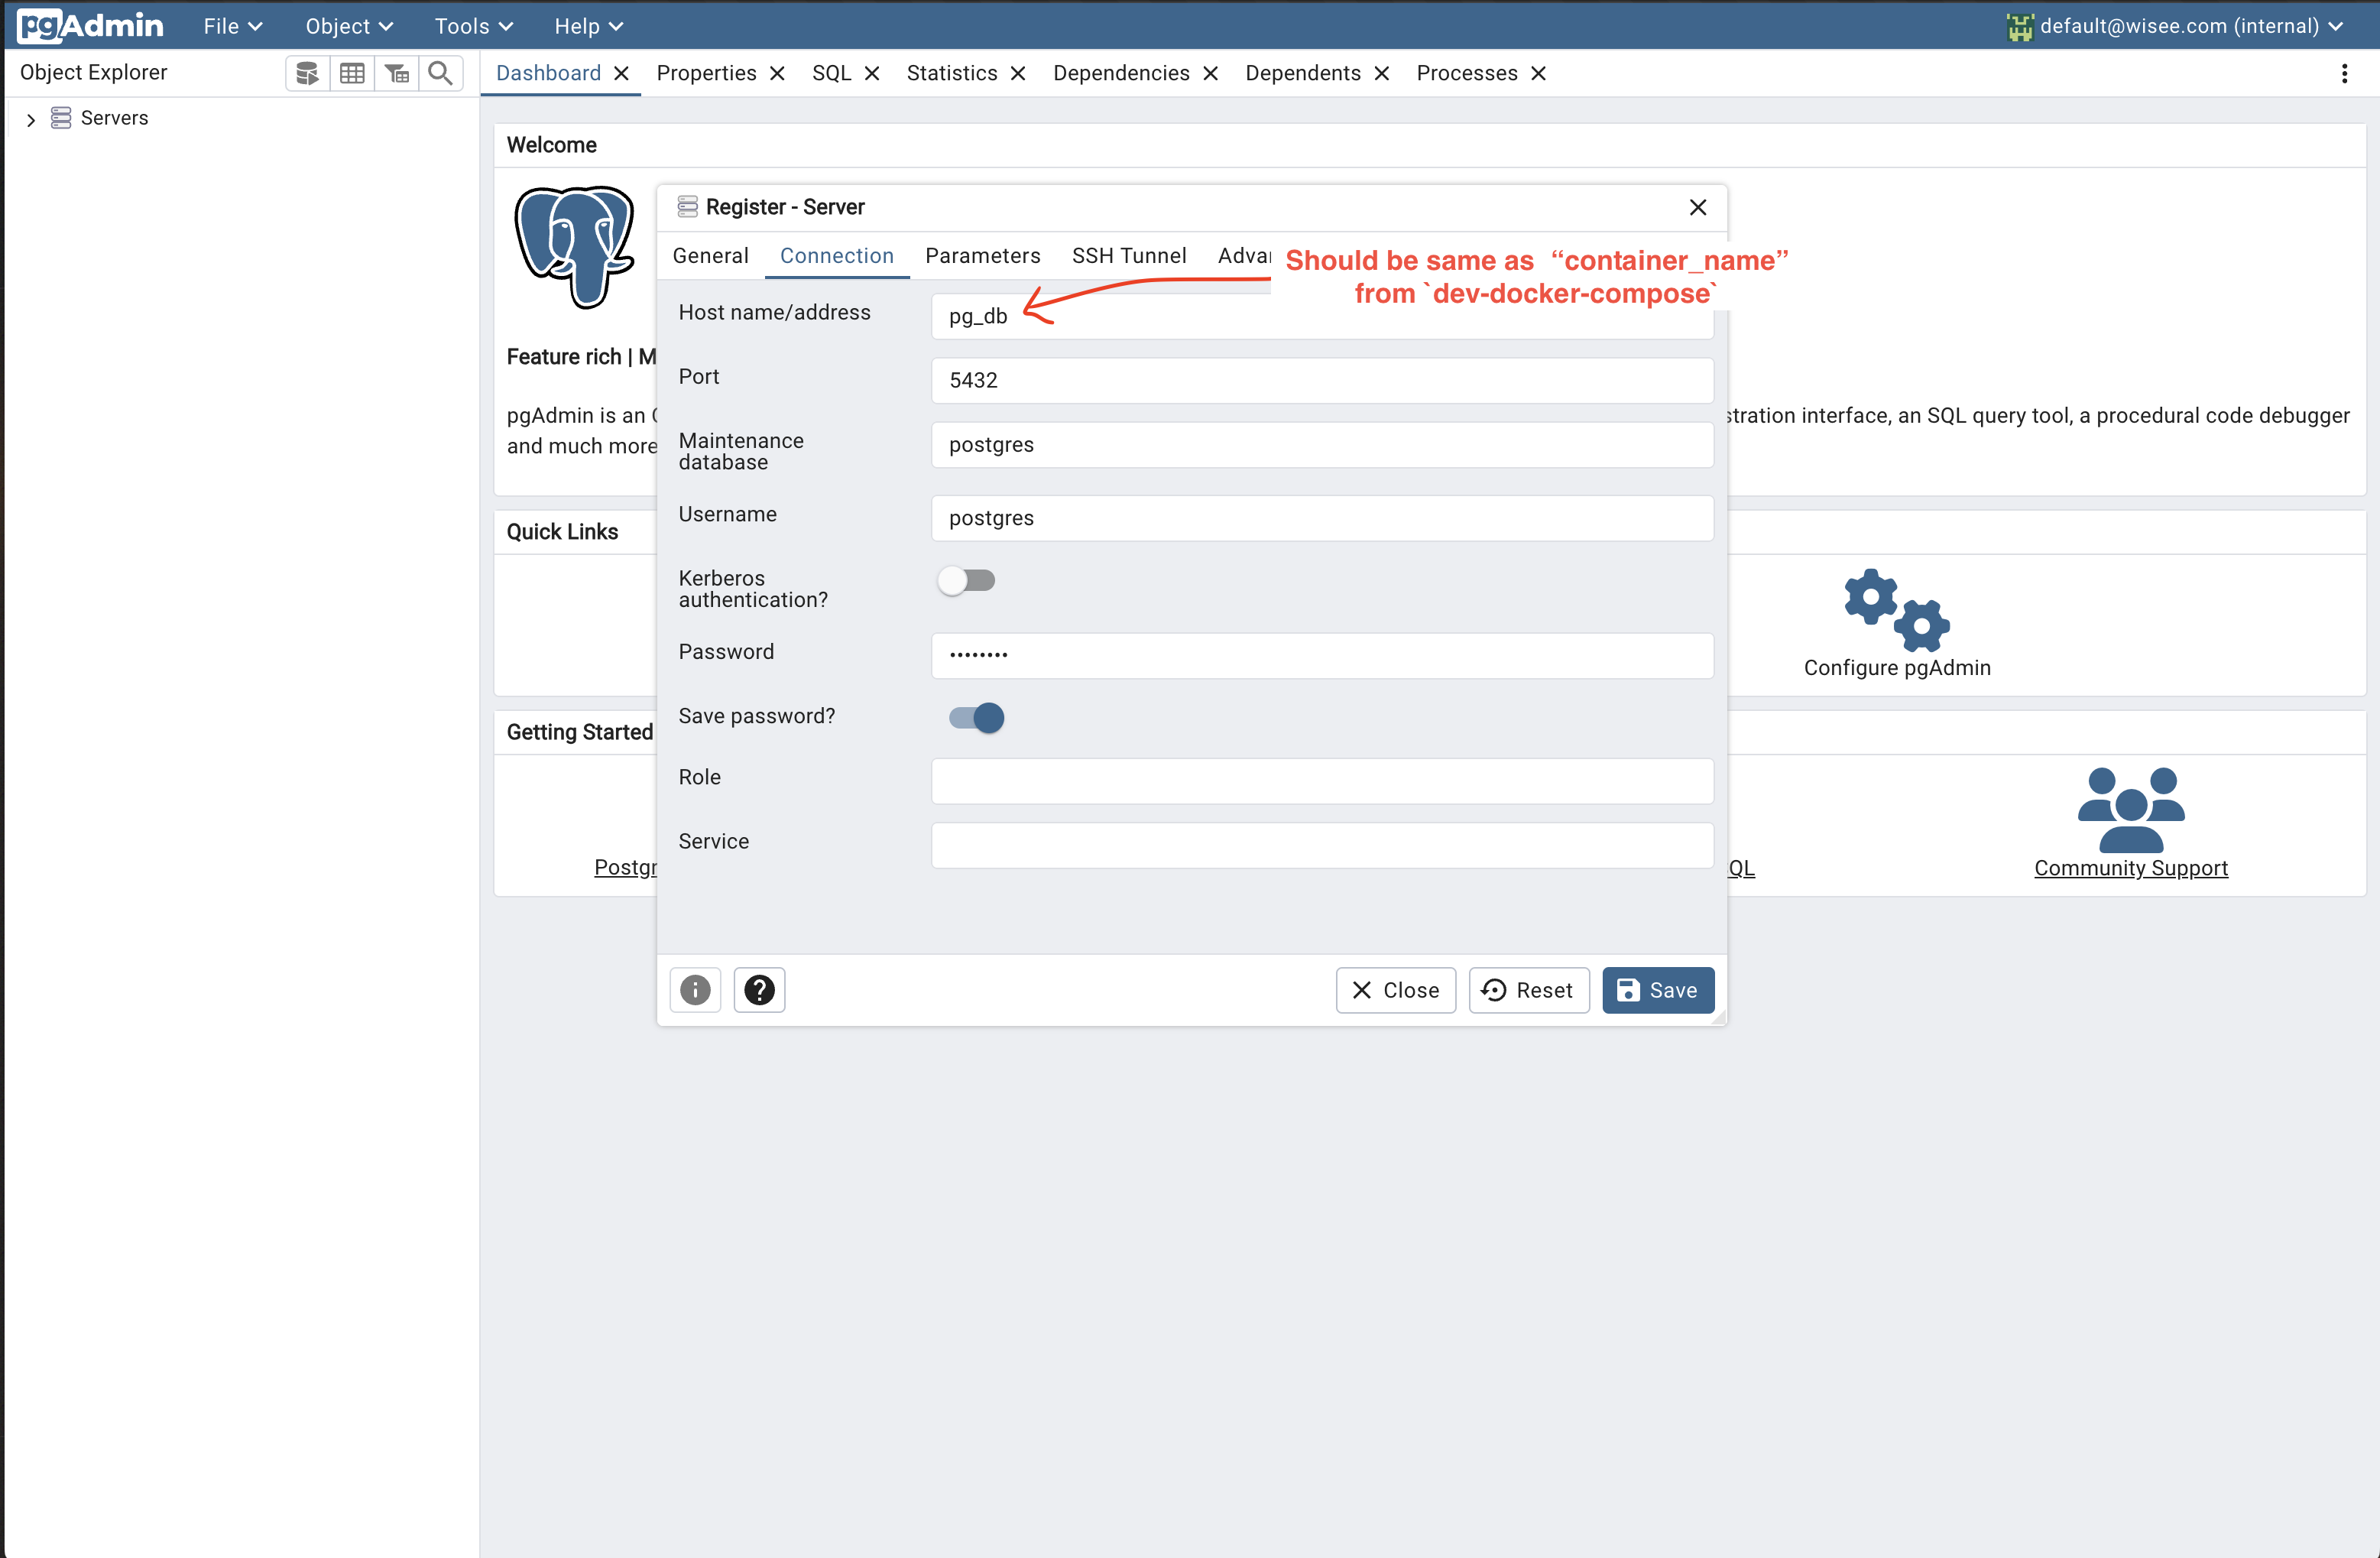 pgAdmin File Object Tools Help default@wisee.com (internal)
Object Explorer
Dashboard Properties SQL Statistics Dependencies Dependents Processes
Servers
Welcome
Register - Server
General Connection Parameters SSH Tunnel Advan
Should be same as “container_name”
from `dev-docker-compose`
Host name/address pg_db
Feature rich | M
Port 5432
pgAdmin is an O
stration interface, an SQL query tool, a procedural code debugger
and much more
Maintenance
database
postgres
Username postgres
Quick Links
Kerberos
authentication?
Password ••••••••
Configure pgAdmin
Save password?
Getting Started
Role
Service
Postgr
QL
Community Support
Close Reset Save